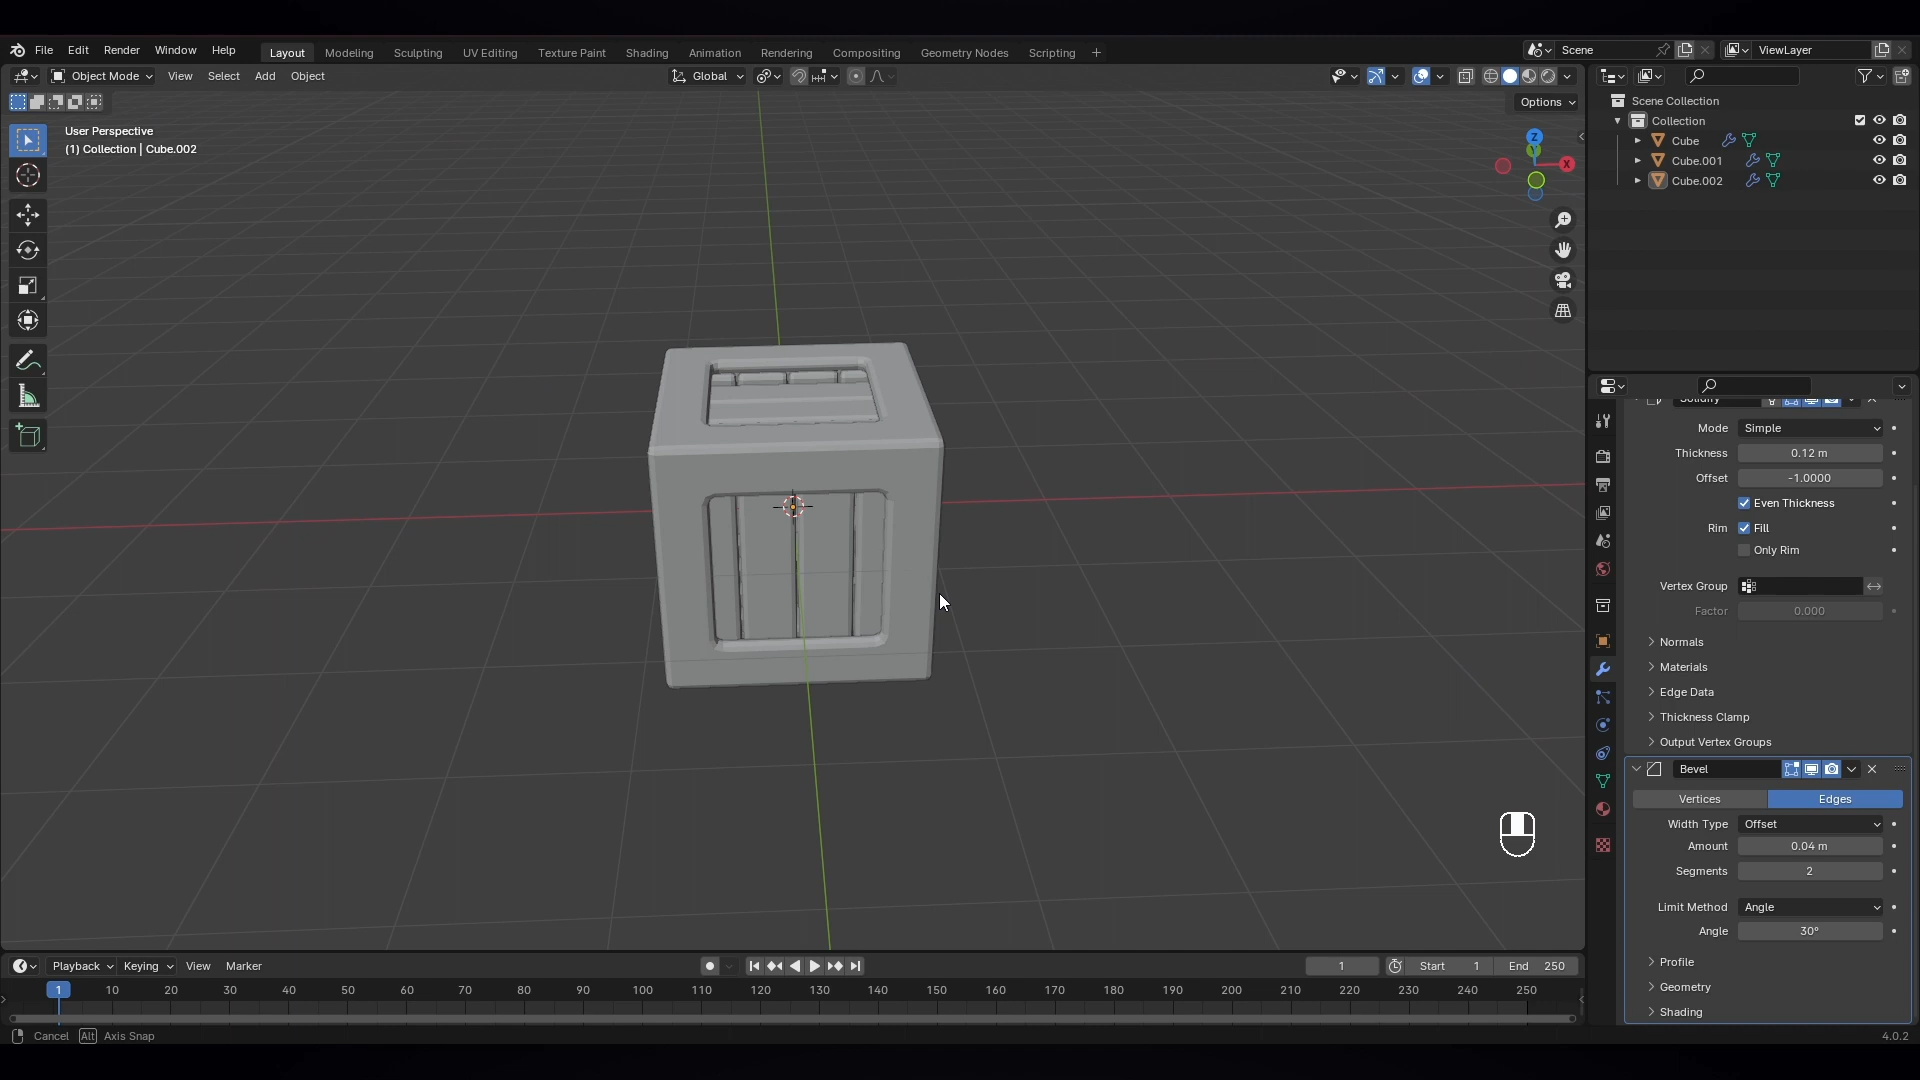 File Edit Render Window Help
Layout Modeling Sculpting UV Editing Texture Paint Shading Animation Rendering Compositing Geometry Nodes Scripting +
Scene
ViewLayer
Object Mode View Select Add Object
Global
Options
User Perspective
(1) Collection | Cube.002
Z
X
Scene Collection
Collection
Cube
Cube.001
Cube.002
Solidify
Mode Simple
Thickness 0.12 m
Offset -1.0000
Even Thickness
Rim Fill
Only Rim
Vertex Group
Factor 0.000
Normals
Materials
Edge Data
Thickness Clamp
Output Vertex Groups
Bevel
Vertices Edges
Width Type Offset
Amount 0.04 m
Segments 2
Limit Method Angle
Angle 30°
Profile
Geometry
Shading
Playback Keying View Marker
1 Start 1 End 250
1 10 20 30 40 50 60 70 80 90 100 110 120 130 140 150 160 170 180 190 200 210 220 230 240 250
Cancel Alt Axis Snap
4.0.2